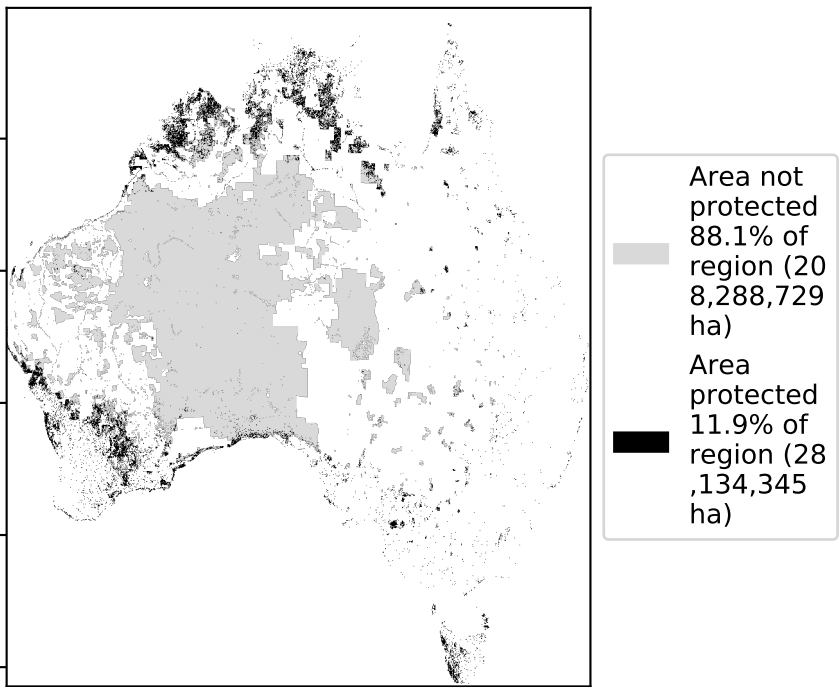 Area not
protected
88.1% of
region (20
8,288,729
ha)
Area
protected
11.9% of
region (28
,134,345
ha)